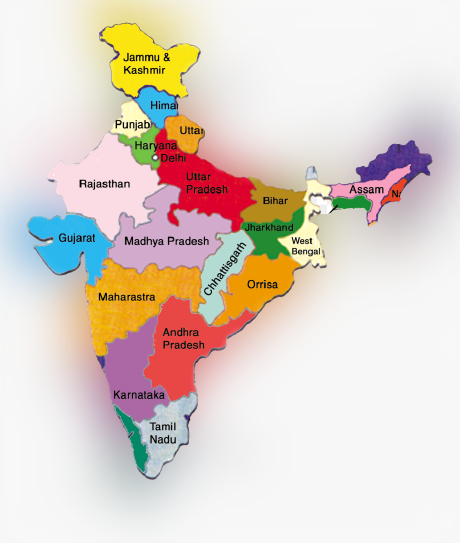 Jammu &
Kashmir
Himal
Punjab
Uttar
Haryana
Delhi
Rajasthan
Uttar
Pradesh
Assam
Na
Bihar
Jharkhand
West
Bengal
Gujarat
Madhya Pradesh
Chhattisgarh
Orrisa
Maharastra
Andhra
Pradesh
Karnataka
Tamil
Nadu